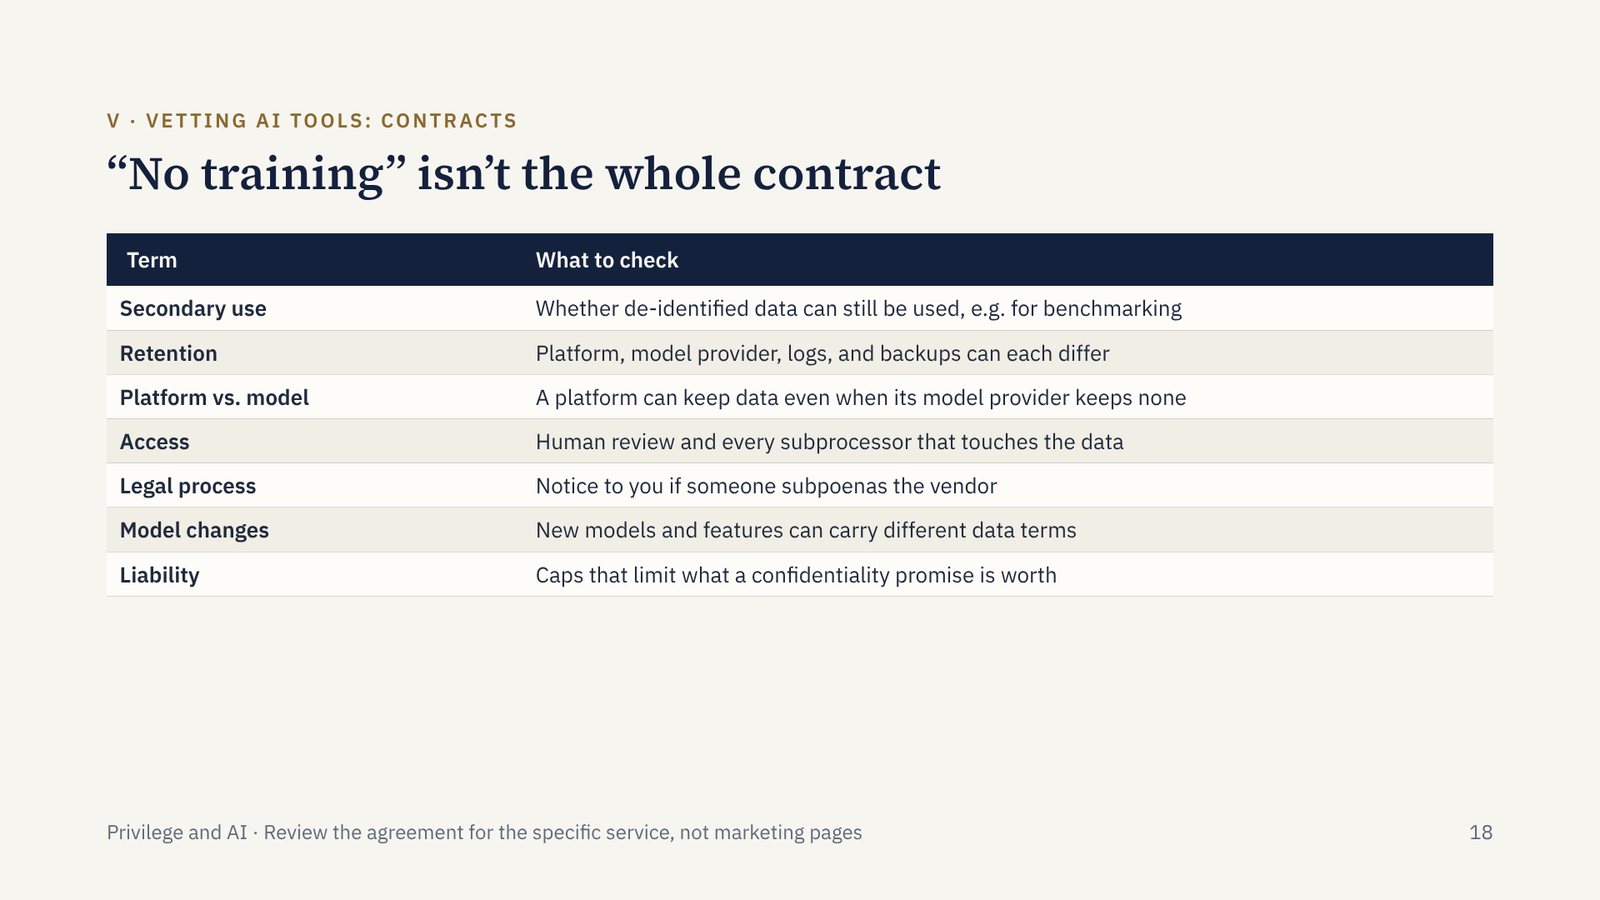 V · VETTING AI TOOLS: CONTRACTS
“No training” isn’t the whole contract
Term What to check
Secondary use Whether de-identified data can still be used, e.g. for benchmarking
Retention Platform, model provider, logs, and backups can each differ
Platform vs. model A platform can keep data even when its model provider keeps none
Access Human review and every subprocessor that touches the data
Legal process Notice to you if someone subpoenas the vendor
Model changes New models and features can carry different data terms
Liability Caps that limit what a confidentiality promise is worth
Privilege and AI · Review the agreement for the specific service, not marketing pages 18